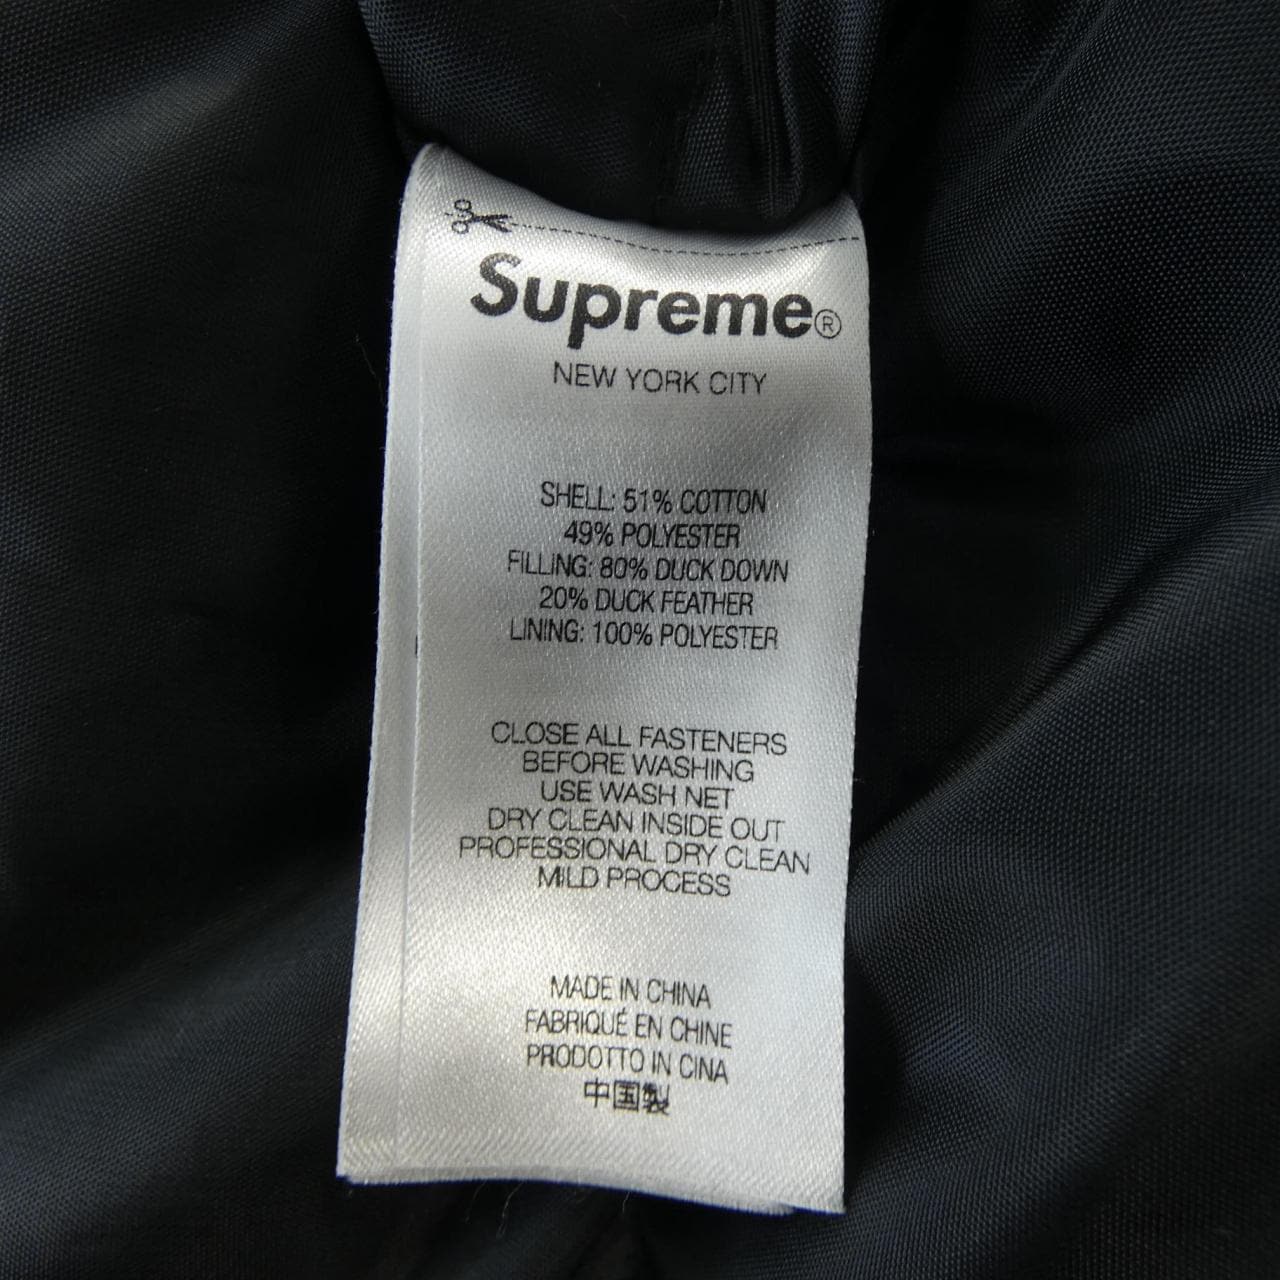 Supreme®
NEW YORK CITY
SHELL: 51% COTTON
49% POLYESTER
FILLING: 80% DUCK DOWN
20% DUCK FEATHER
LINING: 100% POLYESTER
CLOSE ALL FASTENERS
BEFORE WASHING
USE WASH NET
DRY CLEAN INSIDE OUT
PROFESSIONAL DRY CLEAN
MILD PROCESS
MADE IN CHINA
FABRIQUÉ EN CHINE
PRODOTTO IN CINA
中国製